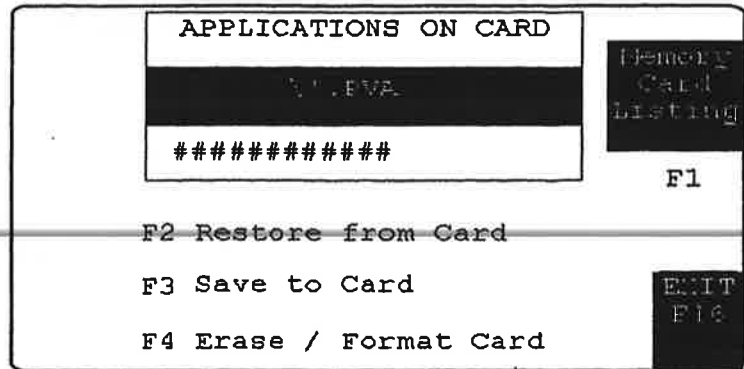 APPLICATIONS ON CARD
Memory
Card
Listing
############
F1
F2 Restore from Card
F3 Save to Card
EXIT
F16
F4 Erase / Format Card